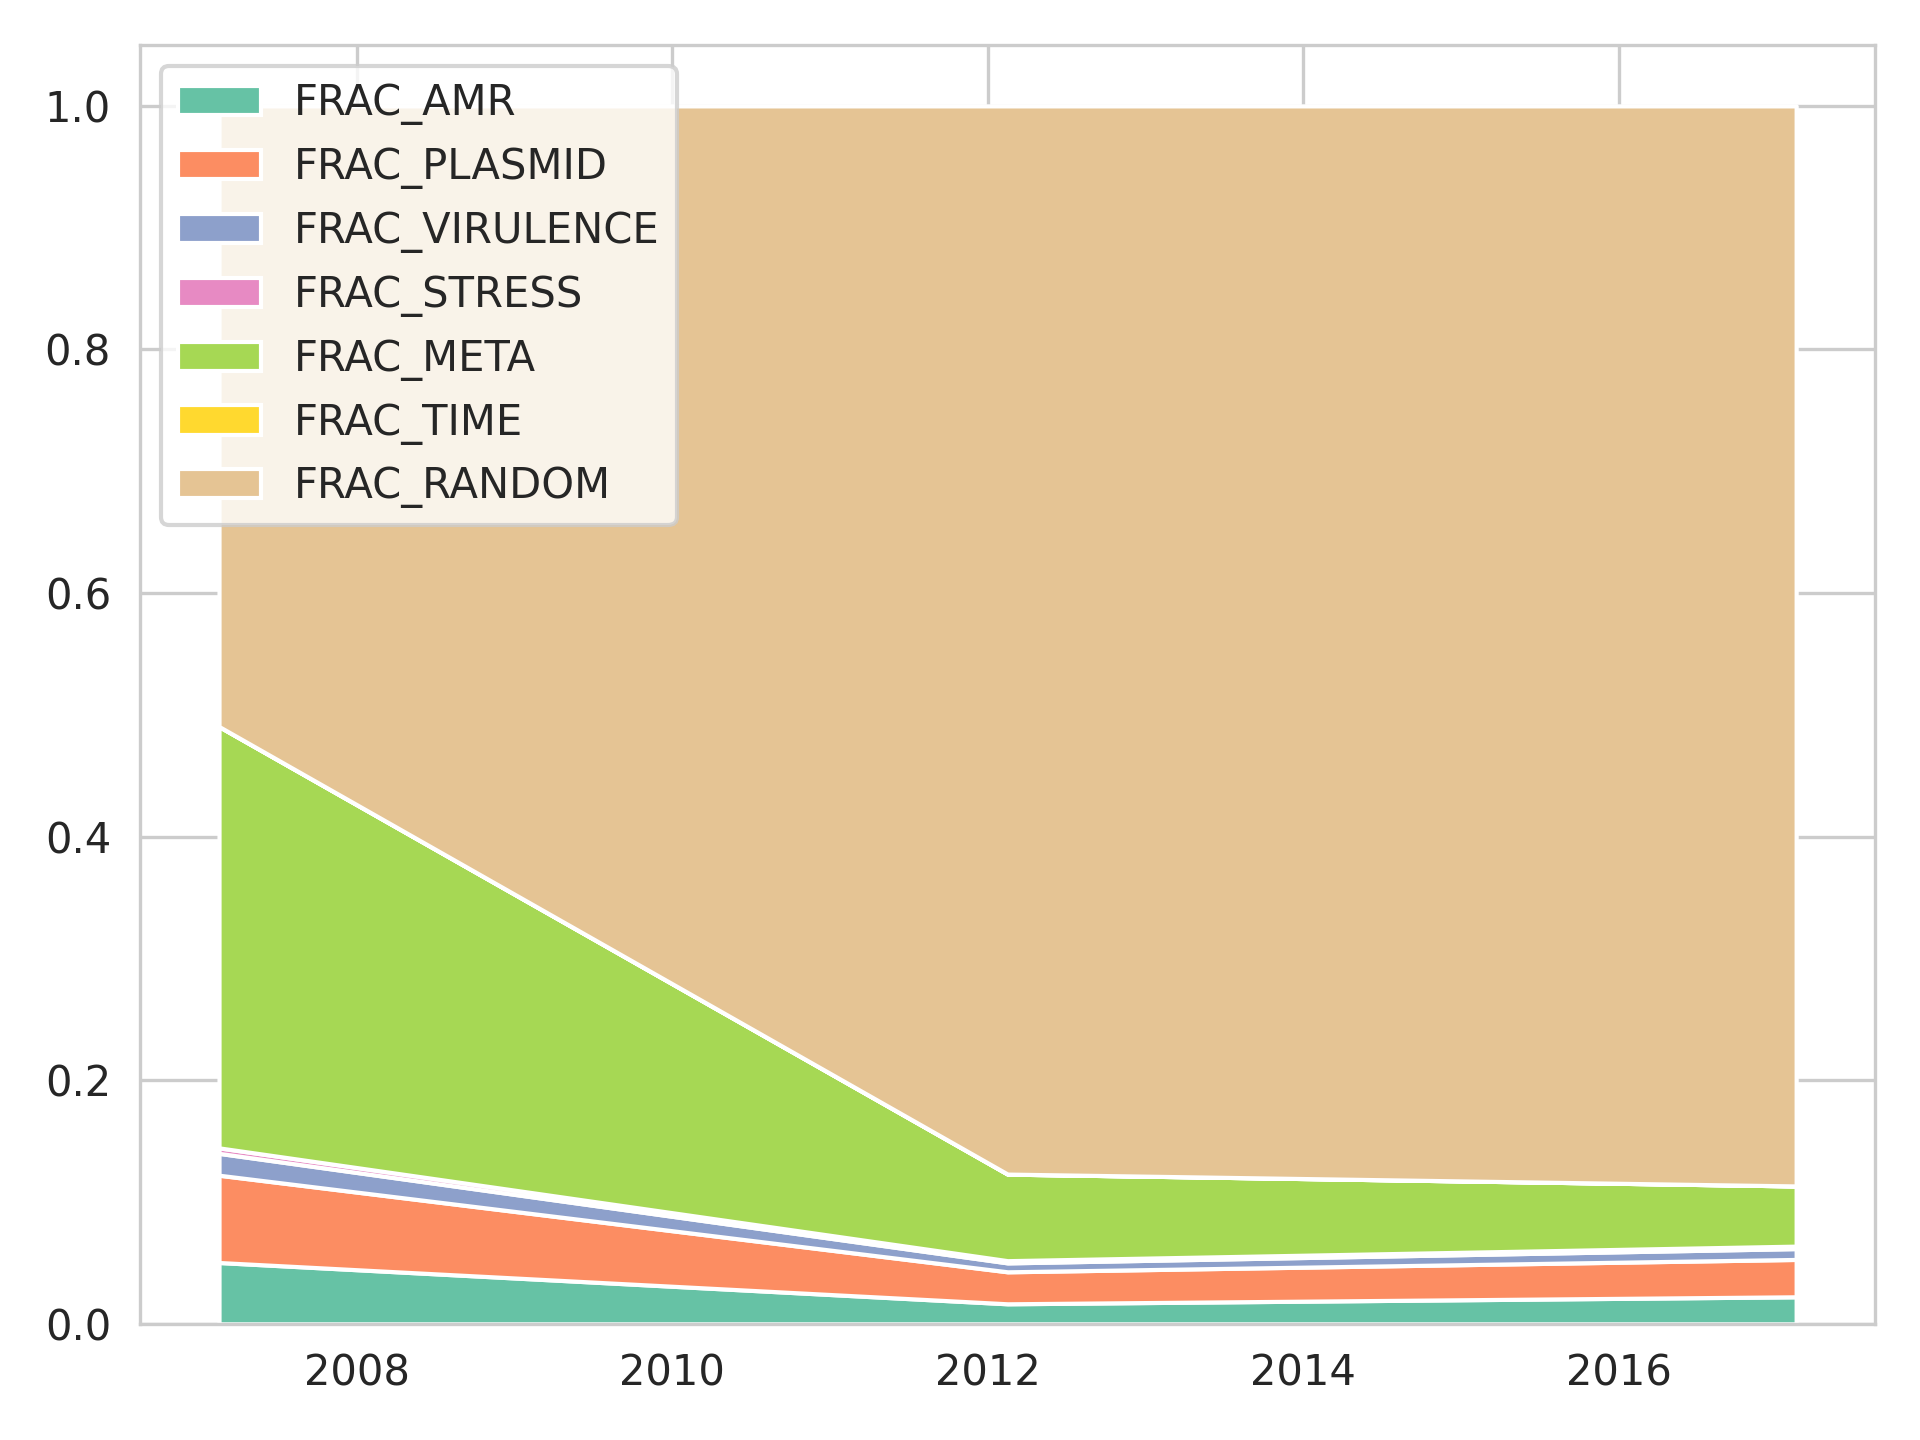 FRAC_AMR
FRAC_PLASMID
FRAC_VIRULENCE
FRAC_STRESS
FRAC_META
FRAC_TIME
FRAC_RANDOM
1.0
0.8
0.6
0.4
0.2
0.0
2008 2010 2012 2014 2016